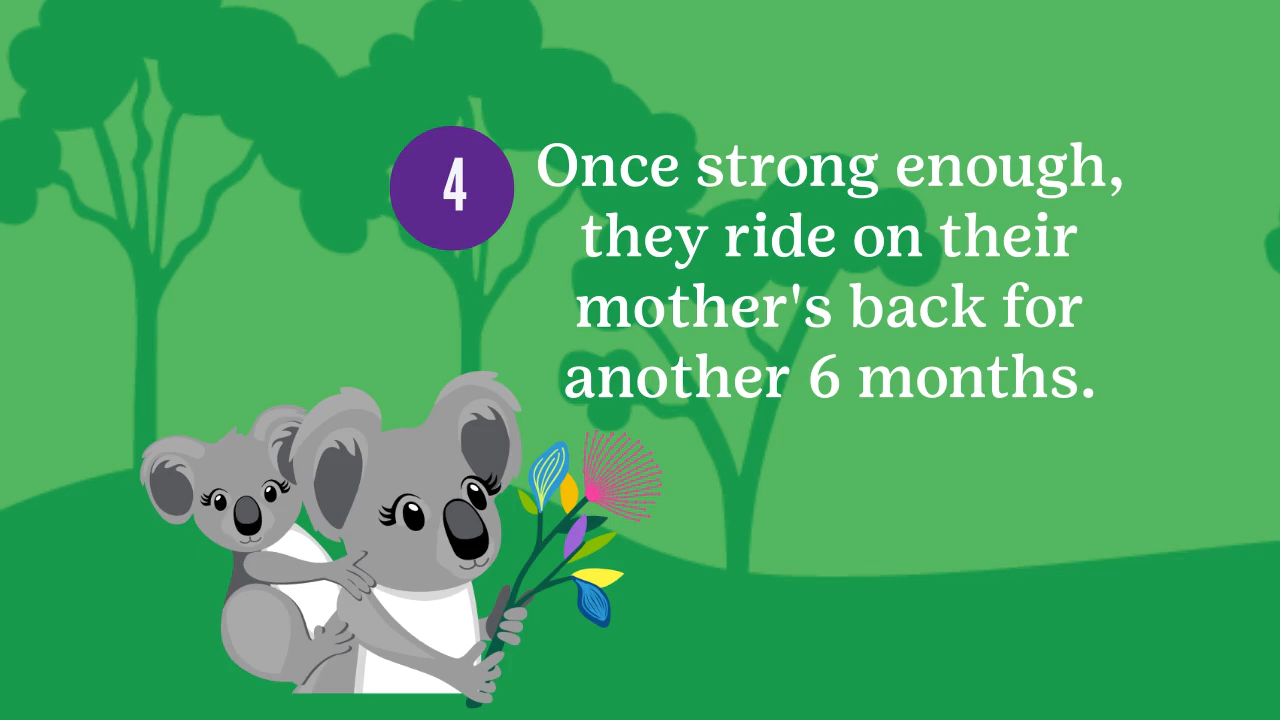 4
Once strong enough,
they ride on their
mother's back for
another 6 months.